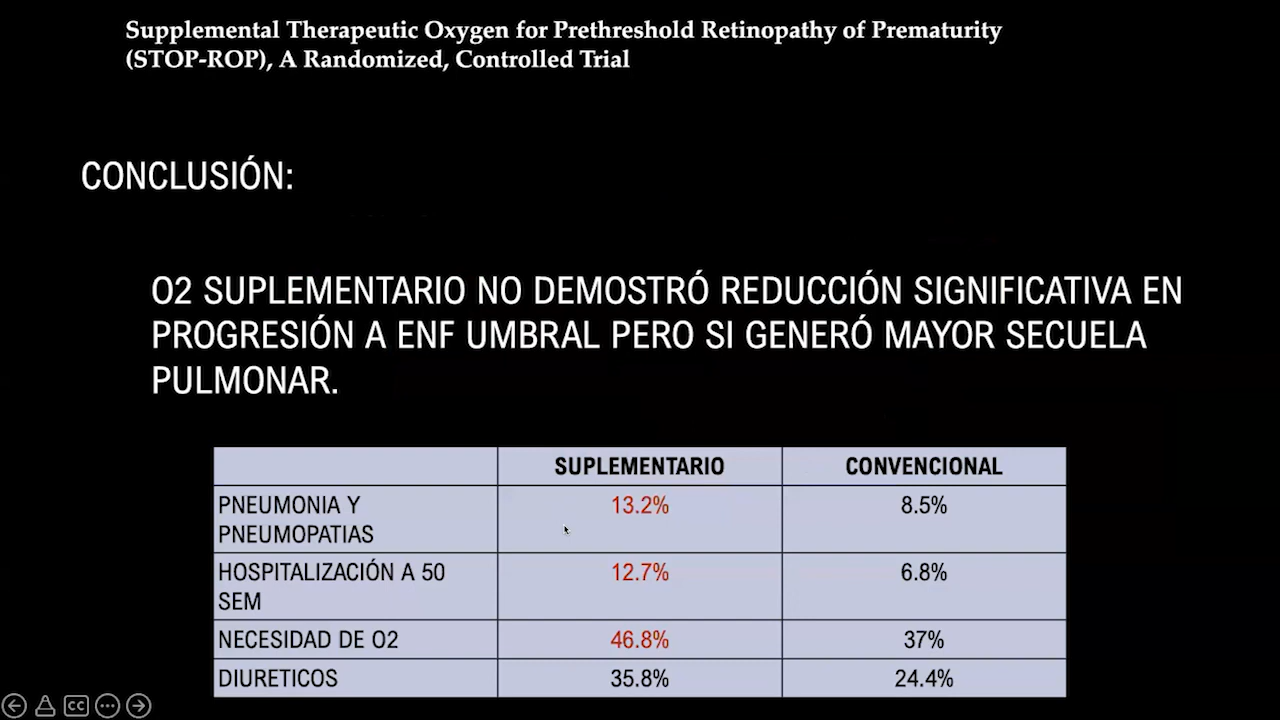 Supplemental Therapeutic Oxygen for Prethreshold Retinopathy of Prematurity
(STOP-ROP), A Randomized, Controlled Trial
CONCLUSIÓN:
O2 SUPLEMENTARIO NO DEMOSTRÓ REDUCCIÓN SIGNIFICATIVA EN
PROGRESIÓN A ENF UMBRAL PERO SI GENERÓ MAYOR SECUELA
PULMONAR.
SUPLEMENTARIO CONVENCIONAL
PNEUMONIA Y 13.2% 8.5%
PNEUMOPATIAS
HOSPITALIZACIÓN A 50 12.7% 6.8%
SEM
NECESIDAD DE O2 46.8% 37%
DIURETICOS 35.8% 24.4%
CC